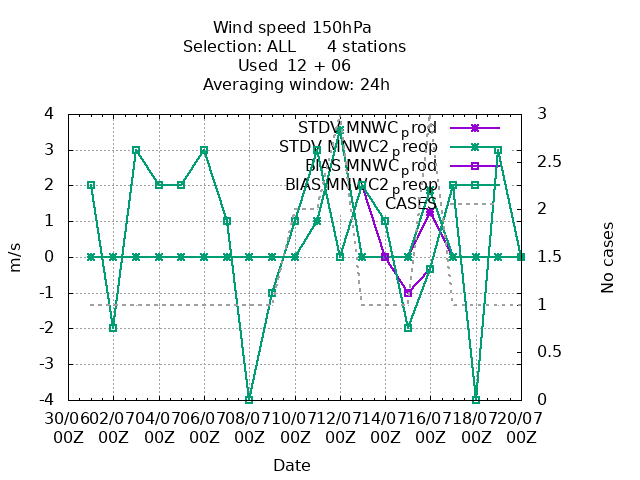 Wind speed 150hPa
Selection: ALL 4 stations
Used 12 + 06
Averaging window: 24h
STDV MNWC_prod
STDV MNWC2_preop
BIAS MNWC_prod
BIAS MNWC2_preop
CASES
4
3
2
1
0
-1
-2
-3
-4
m/s
3
2.5
2
1.5
1
0.5
0
No cases
30/06 02/07 04/07 06/07 08/07 10/07 12/07 14/07 16/07 18/07 20/07
00Z 00Z 00Z 00Z 00Z 00Z 00Z 00Z 00Z 00Z 00Z
Date